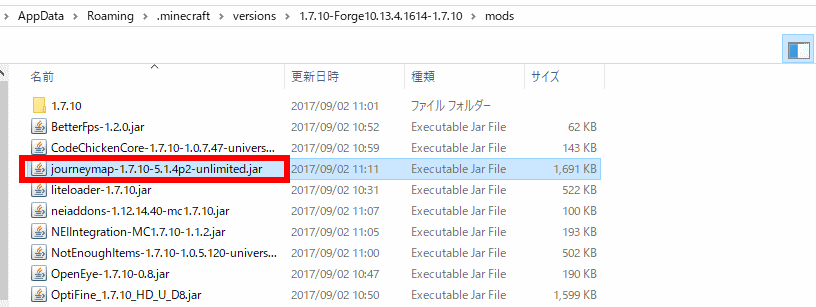 AppData > Roaming > .minecraft > versions > 1.7.10-Forge10.13.4.1614-1.7.10 > mods
名前 更新日時 種類 サイズ
1.7.10 2017/09/02 11:01 ファイル フォルダー
BetterFps-1.2.0.jar 2017/09/02 10:52 Executable Jar File 62 KB
CodeChickenCore-1.7.10-1.0.7.47-univers... 2017/09/02 10:59 Executable Jar File 143 KB
journeymap-1.7.10-5.1.4p2-unlimited.jar 2017/09/02 11:11 Executable Jar File 1,691 KB
liteloader-1.7.10.jar 2017/09/02 10:31 Executable Jar File 522 KB
neiaddons-1.12.14.40-mc1.7.10.jar 2017/09/02 11:07 Executable Jar File 100 KB
NEIIntegration-MC1.7.10-1.1.2.jar 2017/09/02 11:05 Executable Jar File 193 KB
NotEnoughItems-1.7.10-1.0.5.120-univers... 2017/09/02 11:00 Executable Jar File 502 KB
OpenEye-1.7.10-0.8.jar 2017/09/02 10:47 Executable Jar File 190 KB
OptiFine_1.7.10_HD_U_D8.jar 2017/09/02 10:50 Executable Jar File 1,599 KB